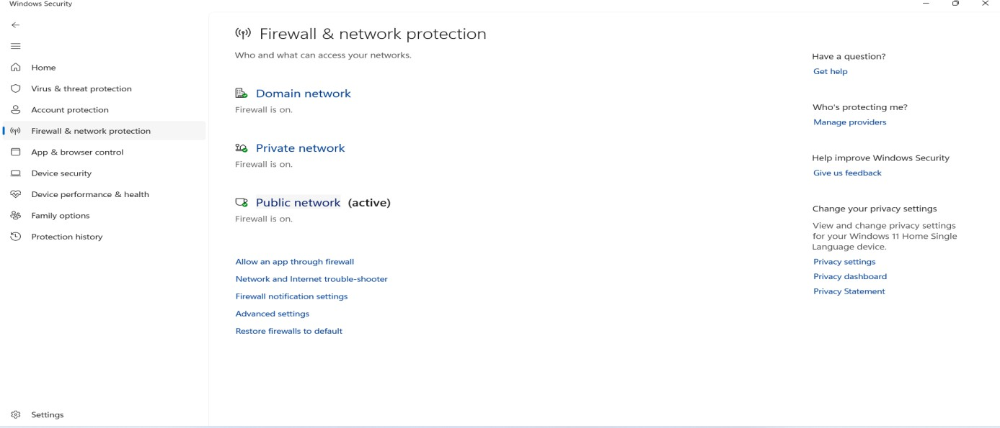 Windows Security
Home
Virus & threat protection
Account protection
Firewall & network protection
App & browser control
Device security
Device performance & health
Family options
Protection history
Settings
Firewall & network protection
Who and what can access your networks.
Domain network
Firewall is on.
Private network
Firewall is on.
Public network (active)
Firewall is on.
Allow an app through firewall
Network and Internet trouble-shooter
Firewall notification settings
Advanced settings
Restore firewalls to default
Have a question?
Get help
Who's protecting me?
Manage providers
Help improve Windows Security
Give us feedback
Change your privacy settings
View and change privacy settings
for your Windows 11 Home Single
Language device.
Privacy settings
Privacy dashboard
Privacy Statement